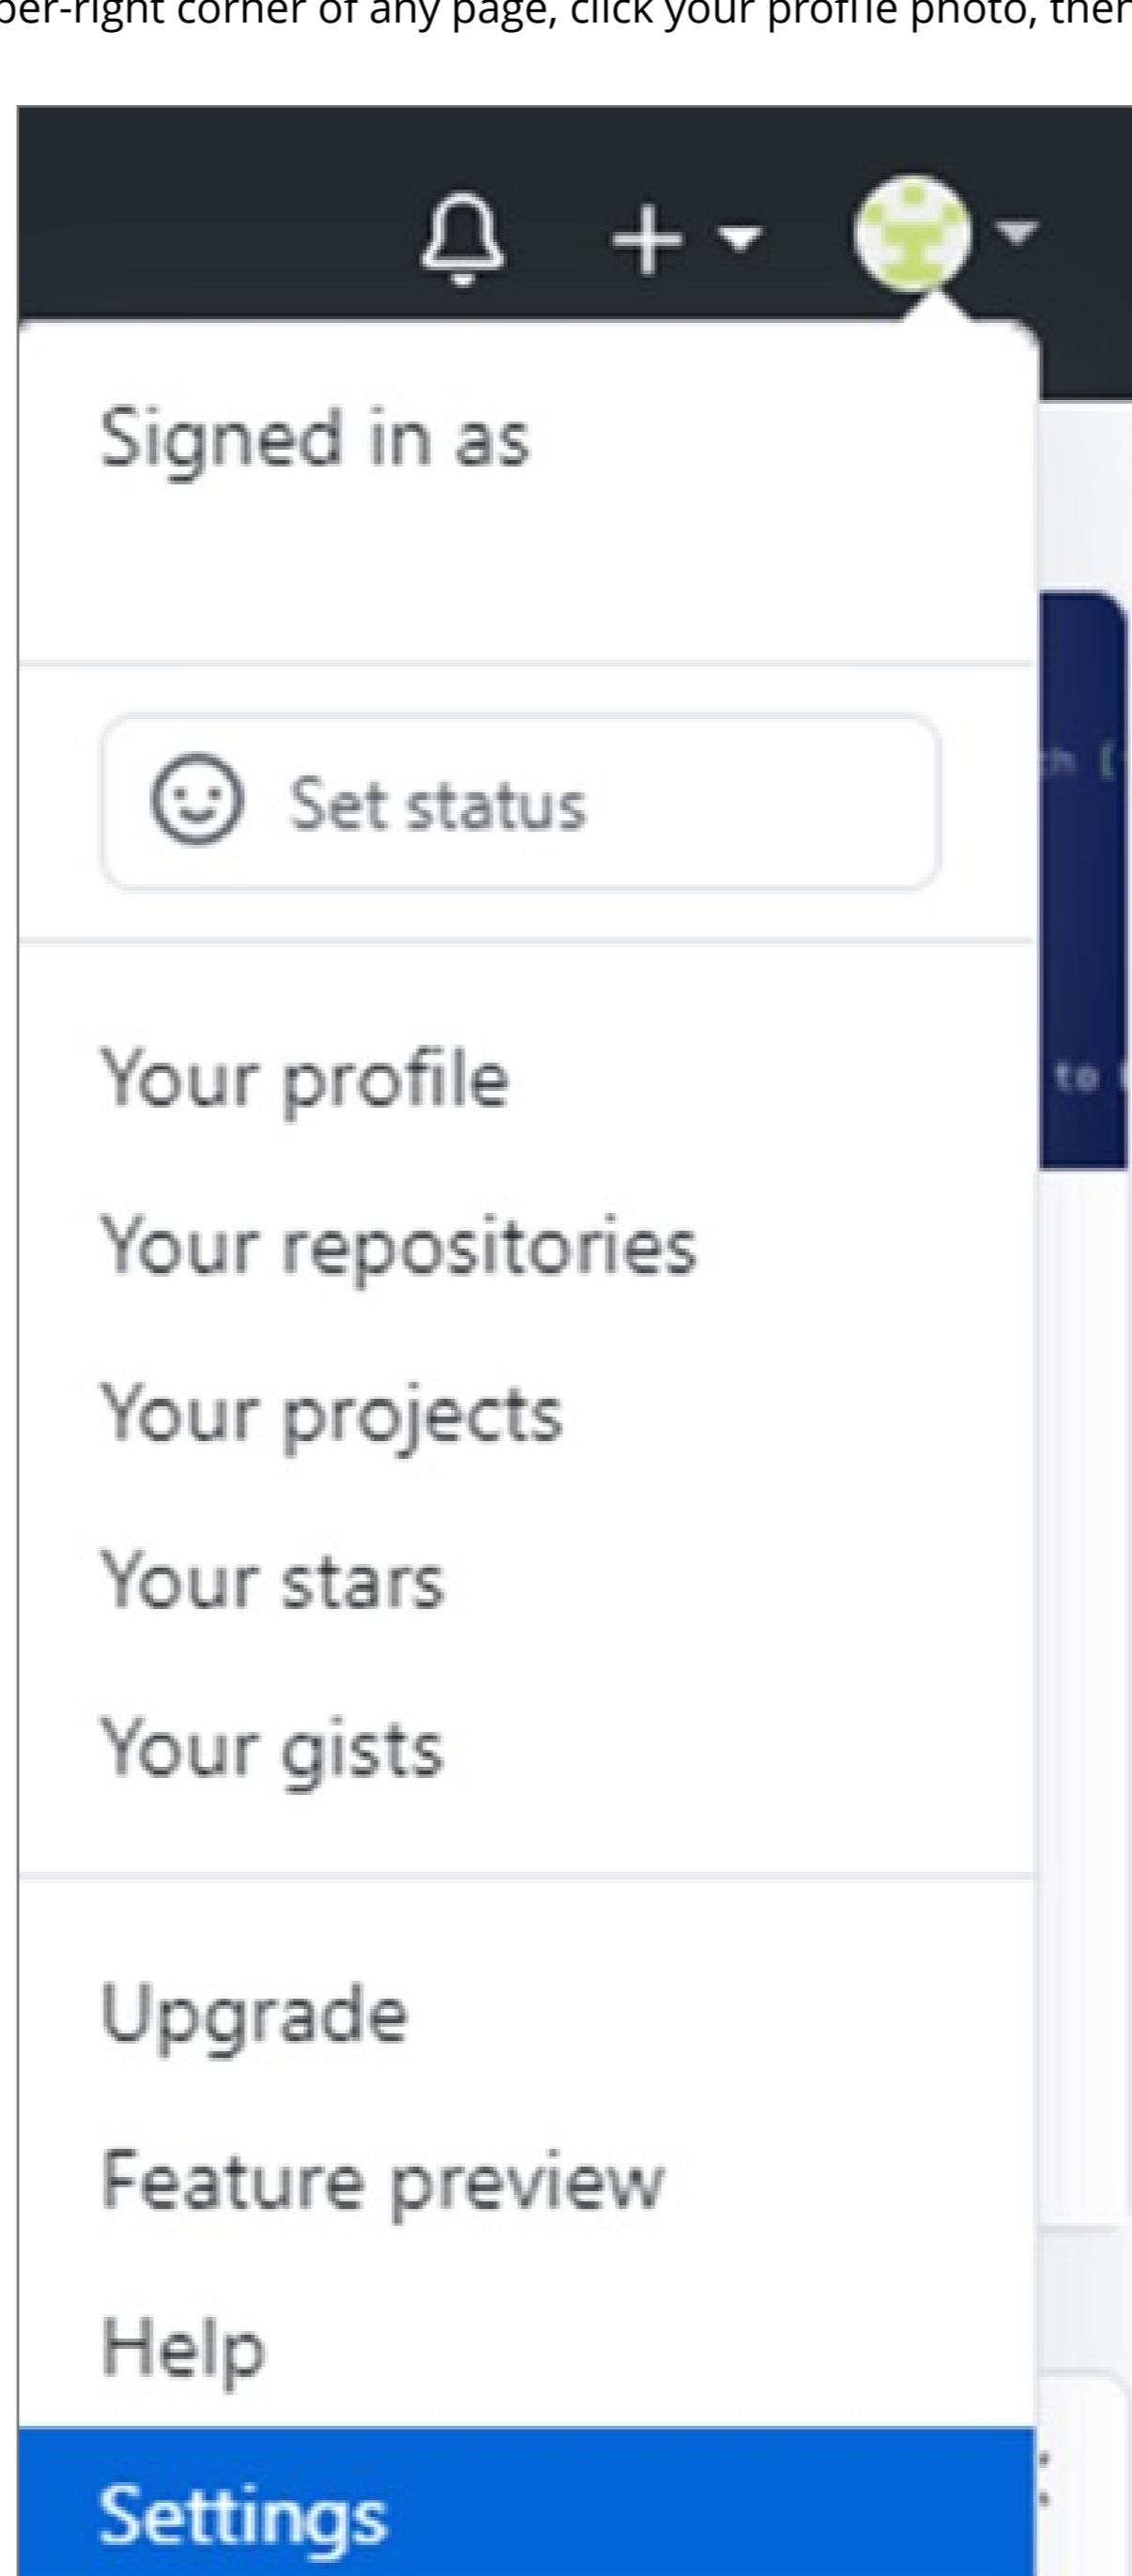 per-right corner of any page, click your profile photo, then
Signed in as
Set status
Your profile
Your repositories
Your projects
Your stars
Your gists
to
Upgrade
Feature preview
Help
Settings